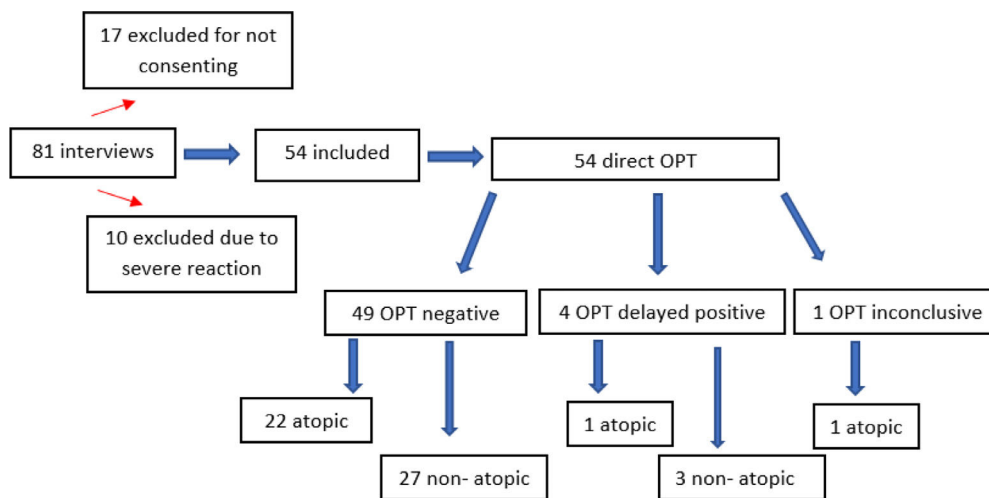 17 excluded for not
consenting
81 interviews
54 included
54 direct OPT
10 excluded due to
severe reaction
49 OPT negative
4 OPT delayed positive
1 OPT inconclusive
22 atopic
1 atopic
1 atopic
27 non- atopic
3 non- atopic